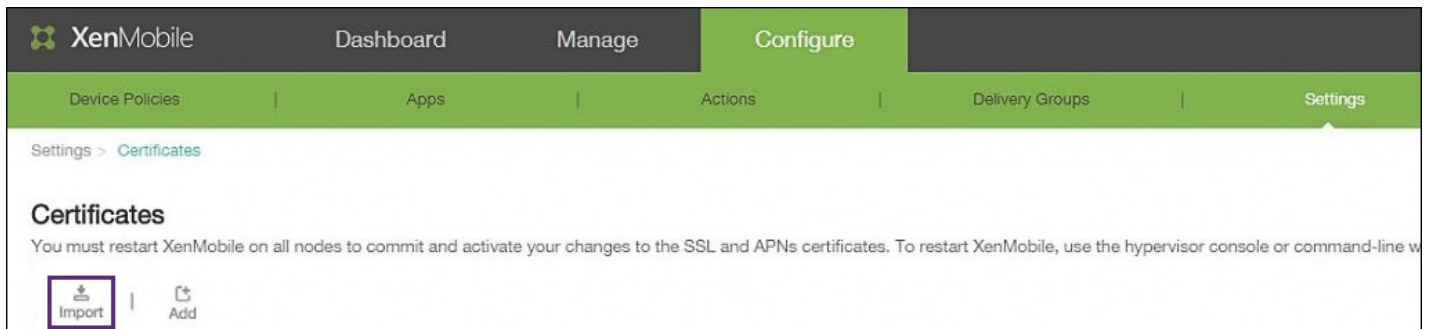 XenMobile Dashboard Manage Configure
Device Policies | Apps | Actions | Delivery Groups | Settings
Settings > Certificates
Certificates
You must restart XenMobile on all nodes to commit and activate your changes to the SSL and APNs certificates. To restart XenMobile, use the hypervisor console or command-line
Import | Add